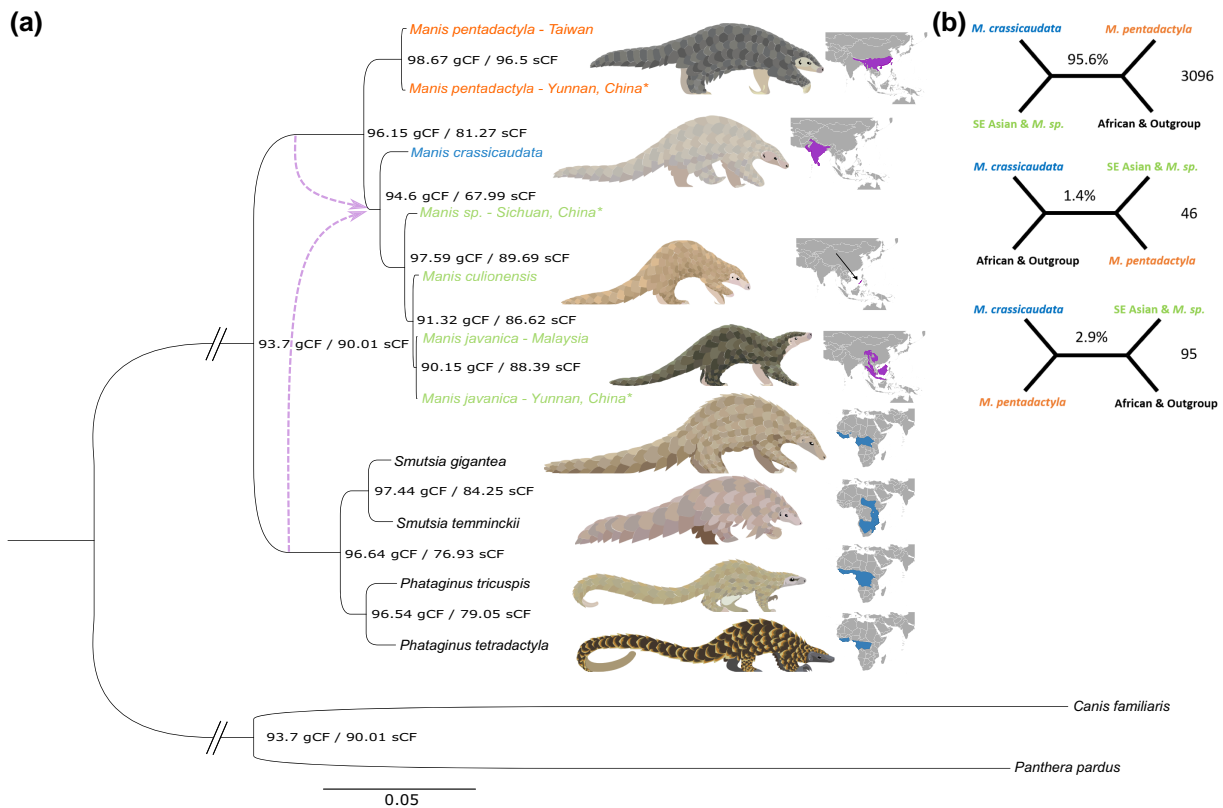 (a)
Manis pentadactyla - Taiwan
98.67 gCF / 96.5 sCF
Manis pentadactyla - Yunnan, China*
96.15 gCF / 81.27 sCF
Manis crassicaudata
94.6 gCF / 67.99 sCF
Manis sp. - Sichuan, China*
97.59 gCF / 89.69 sCF
Manis culionensis
91.32 gCF / 86.62 sCF
Manis javanica - Malaysia
93.7 gCF / 90.01 sCF
90.15 gCF / 88.39 sCF
Manis javanica - Yunnan, China*
Smutsia gigantea
97.44 gCF / 84.25 sCF
Smutsia temminckii
96.64 gCF / 76.93 sCF
Phataginus tricuspis
96.54 gCF / 79.05 sCF
Phataginus tetradactyla
Canis familiaris
93.7 gCF / 90.01 sCF
Panthera pardus
0.05
(b)
M. crassicaudata
M. pentadactyla
95.6%
3096
SE Asian & M. sp.
African & Outgroup
M. crassicaudata
SE Asian & M. sp.
1.4%
46
African & Outgroup
M. pentadactyla
M. crassicaudata
SE Asian & M. sp.
2.9%
95
M. pentadactyla
African & Outgroup